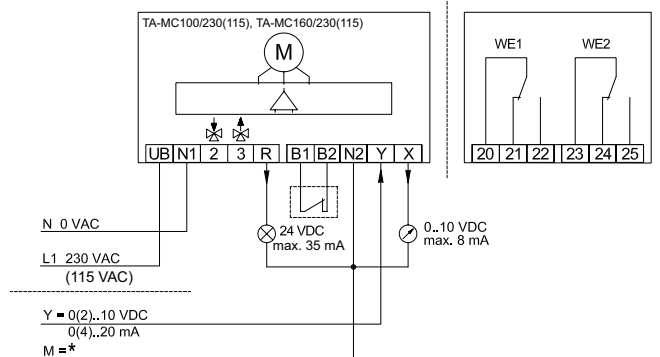 TA-MC100/230(115), TA-MC160/230(115)
M
WE1 WE2
UB N1 2 3 R B1 B2 N2 Y X
20 21 22 23 24 25
N 0 VAC
24 VDC
max. 35 mA
0..10 VDC
max. 8 mA
L1 230 VAC
(115 VAC)
Y = 0(2)..10 VDC
0(4)..20 mA
M =*